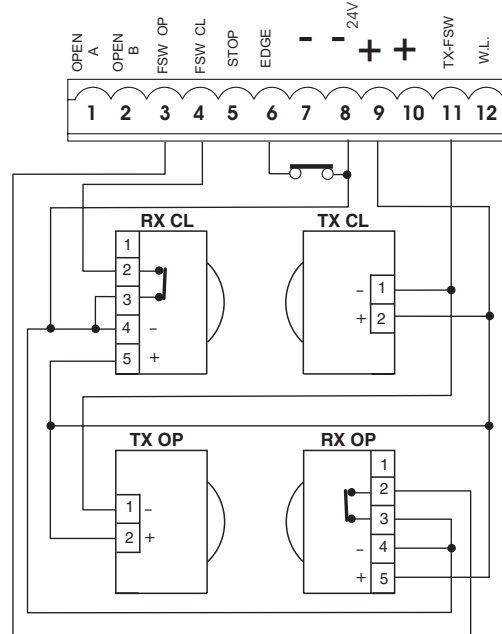 OPEN A
OPEN B
FSW OP
FSW CL
STOP
EDGE
- - 24V + +
TX-FSW
W.L.
1 2 3 4 5 6 7 8 9 10 11 12
RX CL
1
2
3
4 -
5 +
TX CL
- 1
+ 2
TX OP
1 -
2 +
RX OP
1
2
3
- 4
+ 5